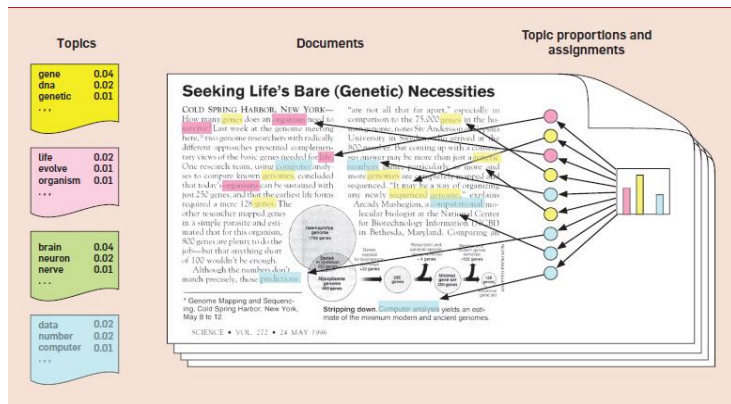 Topics
gene 0.04
dna 0.02
genetic 0.01
...
life 0.02
evolve 0.01
organism 0.01
...
brain 0.04
neuron 0.02
nerve 0.01
...
data 0.02
number 0.02
computer 0.01
...
Documents
Seeking Life's Bare (Genetic) Necessities
COLD SPRING HARBOR, NEW YORK—
How many genes does an organism need to
survive? Last week at the genome meeting
here,* two genome researchers with radically
different approaches presented complemen-
tary views of the basic genes needed for life.
One research team, using computer analy-
ses to compare known genomes, concluded
that today's organisms can be sustained with
just 250 genes, and that the earliest life forms
required a mere 128 genes. The
other researcher mapped genes
in a simple parasite and esti-
mated that for this organism,
800 genes are plenty to do the
job—but that anything short
of 100 wouldn't be enough.
Although the numbers don't
match precisely, those predictions
* Genome Mapping and Sequenc-
ing, Cold Spring Harbor, New York,
May 8 to 12.
"are not all that far apart," especially in
comparison to the 75,000 genes in the hu-
man genome, notes Siv Andersson
University in arrived at the
800 number. But coming up with a
sus answer may be more than just a genetic
numbers particularly more and
more genomes are mapped and
sequenced. "It may be a way of organizing
any newly sequenced genome," explains
Arcady Mushegian, a computational mo-
lecular biologist at the National Center
for Biotechnology Information (NCBI)
in Bethesda, Maryland. Comparing an
Haemophilus
genome
1703 genes
Mycoplasma
genome
Minimal
gene set
250 genes
Stripping down. Computer analysis yields an esti-
mate of the minimum modern and ancient genomes.
SCIENCE • VOL. 272 • 24 MAY 1996
Topic proportions and
assignments